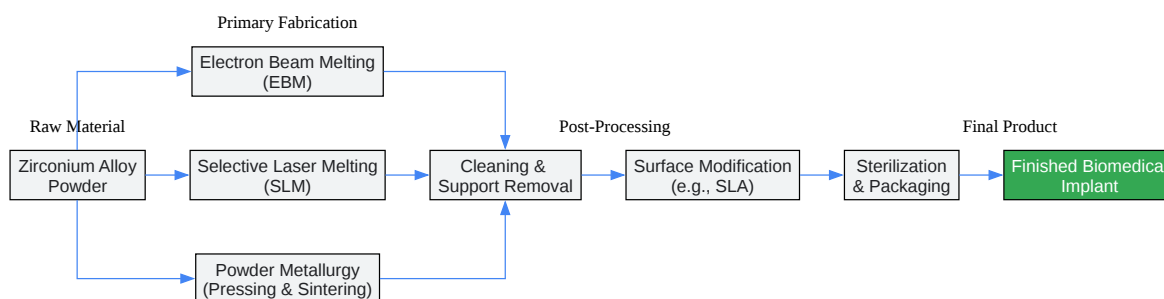 Primary Fabrication
Electron Beam Melting
(EBM)
Raw Material
Post-Processing
Final Product
Zirconium Alloy
Powder
Selective Laser Melting
(SLM)
Cleaning &
Support Removal
Surface Modification
(e.g., SLA)
Sterilization
& Packaging
Finished Biomedical
Implant
Powder Metallurgy
(Pressing & Sintering)